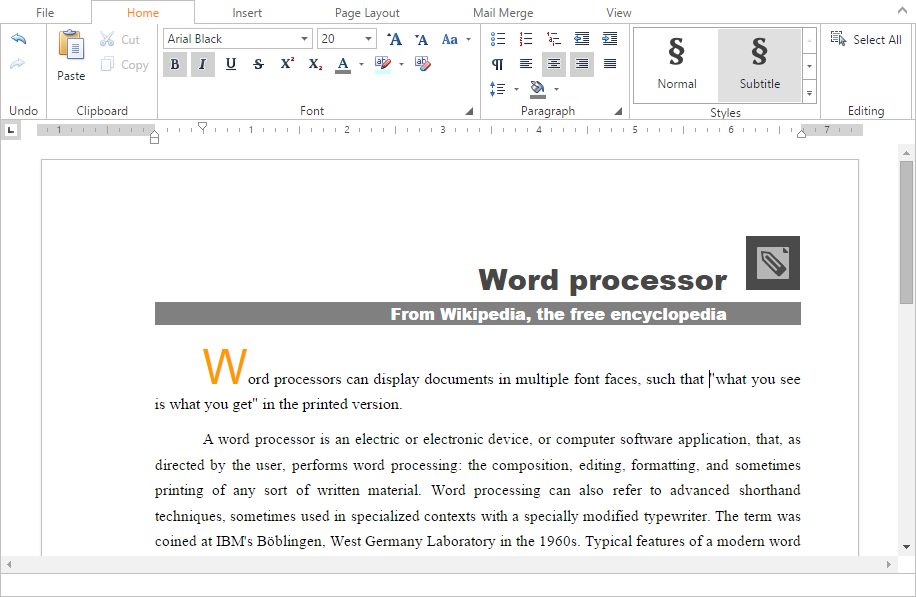 File Home Insert Page Layout Mail Merge View
Arial Black 20 A A Aa § §
Cut
Select All
Paste Copy B I U S X² X₂ A ab ¶ Normal Subtitle
Undo Clipboard Font Paragraph Styles Editing
L 1 1 2 3 4 5 6 7
Word processor
From Wikipedia, the free encyclopedia
Word processors can display documents in multiple font faces, such that "what you see
is what you get" in the printed version.
A word processor is an electric or electronic device, or computer software application, that, as
directed by the user, performs word processing: the composition, editing, formatting, and sometimes
printing of any sort of written material. Word processing can also refer to advanced shorthand
techniques, sometimes used in specialized contexts with a specially modified typewriter. The term was
coined at IBM's Böblingen, West Germany Laboratory in the 1960s. Typical features of a modern word